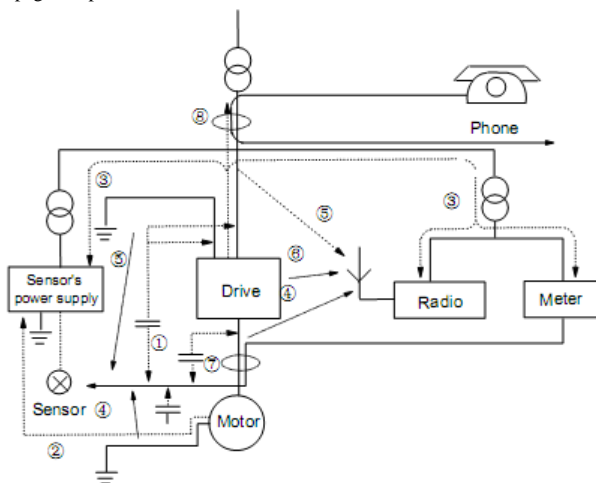 ⑧
Phone
③
③
⑤
⑤
⑥
Sensor's
power supply
Drive
④
Radio
Meter
①
⑦
Sensor
④
Motor
②